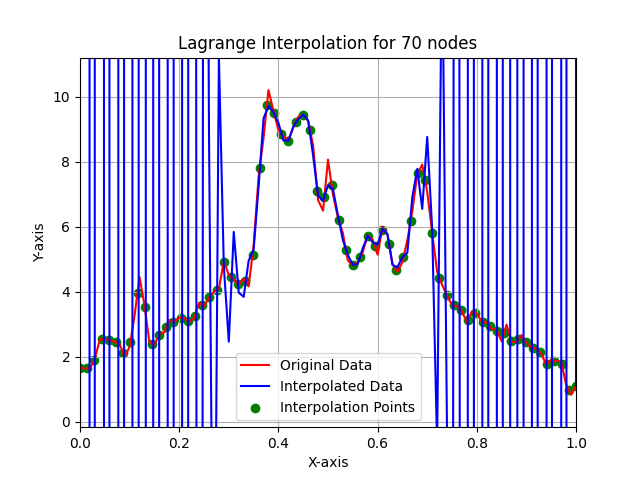 Lagrange Interpolation for 70 nodes
10
8
6
4
2
0
Y-axis
Original Data
Interpolated Data
Interpolation Points
0.0
0.2
0.4
0.6
0.8
1.0
X-axis